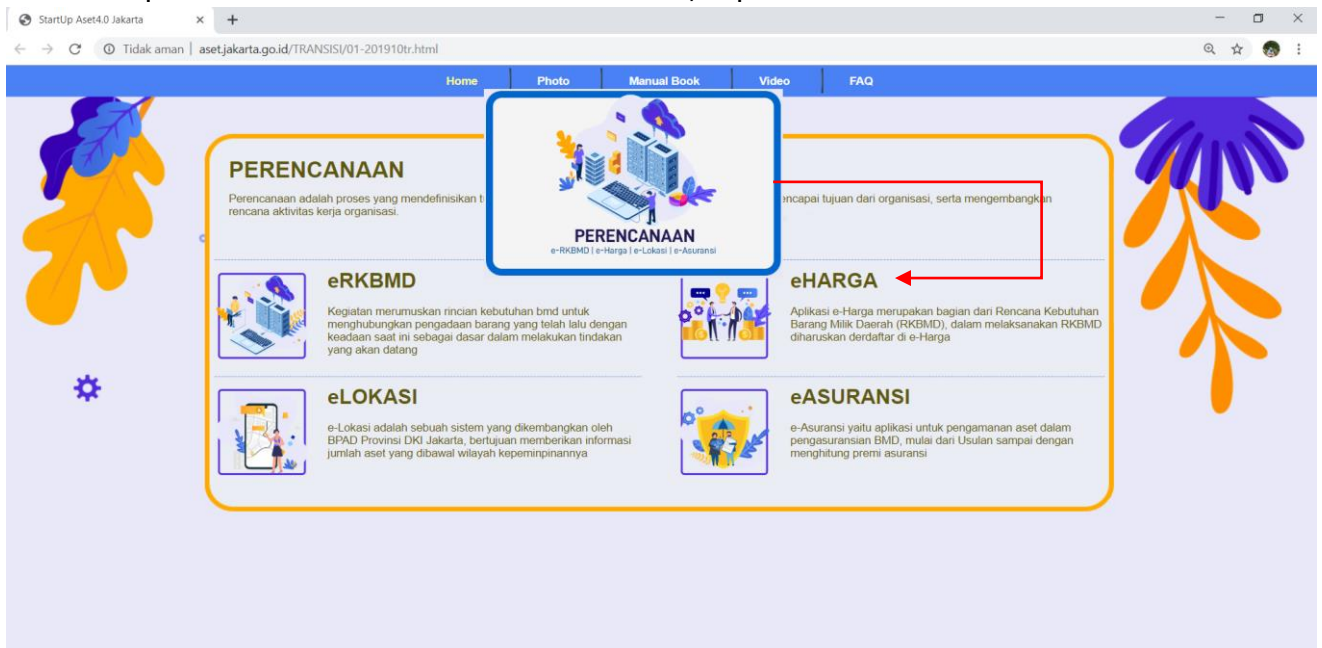 StartUp Aset4.0 Jakarta
Tidak aman | aset.jakarta.go.id/TRANSISI/01-201910tr.html
Home Photo Manual Book Video FAQ
PERENCANAAN
Perencanaan adalah proses yang mendefinisikan
encapai tujuan dari organisasi, serta mengembangkan
rencana aktivitas kerja organisasi.
PERENCANAAN
e-RKBMD | e-Harga | e-Lokasi | e-Asuransi
eRKBMD
Kegiatan merumuskan rincian kebutuhan bmd untuk
menghubungkan pengadaan barang yang telah lalu dengan
keadaan saat ini sebagai dasar dalam melakukan tindakan
yang akan datang
eHARGA
Aplikasi e-Harga merupakan bagian dari Rencana Kebutuhan
Barang Milik Daerah (RKBMD), dalam melaksanakan RKBMD
diharuskan derdaftar di e-Harga
eLOKASI
e-Lokasi adalah sebuah sistem yang dikembangkan oleh
BPAD Provinsi DKI Jakarta, bertujuan memberikan informasi
jumlah aset yang dibawal wilayah kepeminpinannya
eASURANSI
e-Asuransi yaitu aplikasi untuk pengamanan aset dalam
pengasuransian BMD, mulai dari Usulan sampai dengan
menghitung premi asuransi